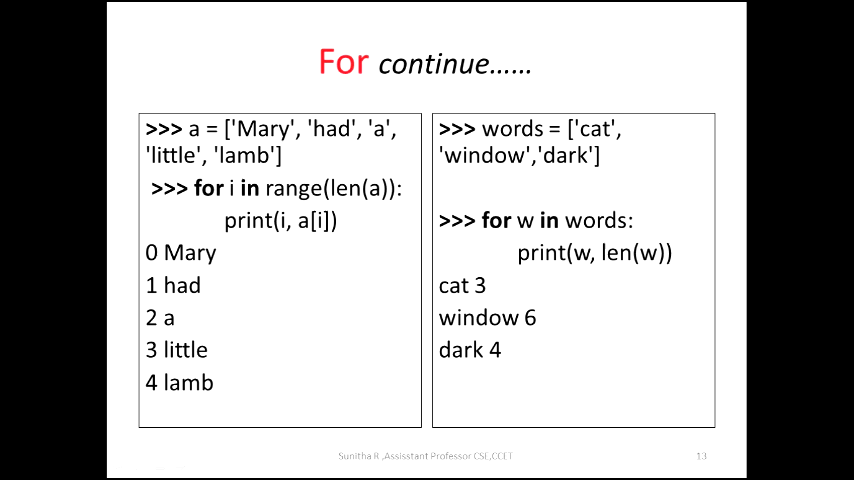 For continue……
>>> a = ['Mary', 'had', 'a',
'little', 'lamb']
>>> for i in range(len(a)):
print(i, a[i])
0 Mary
1 had
2 a
3 little
4 lamb
>>> words = ['cat',
'window','dark']
>>> for w in words:
print(w, len(w))
cat 3
window 6
dark 4
Sunitha R ,Assisstant Professor CSE,CCET
13